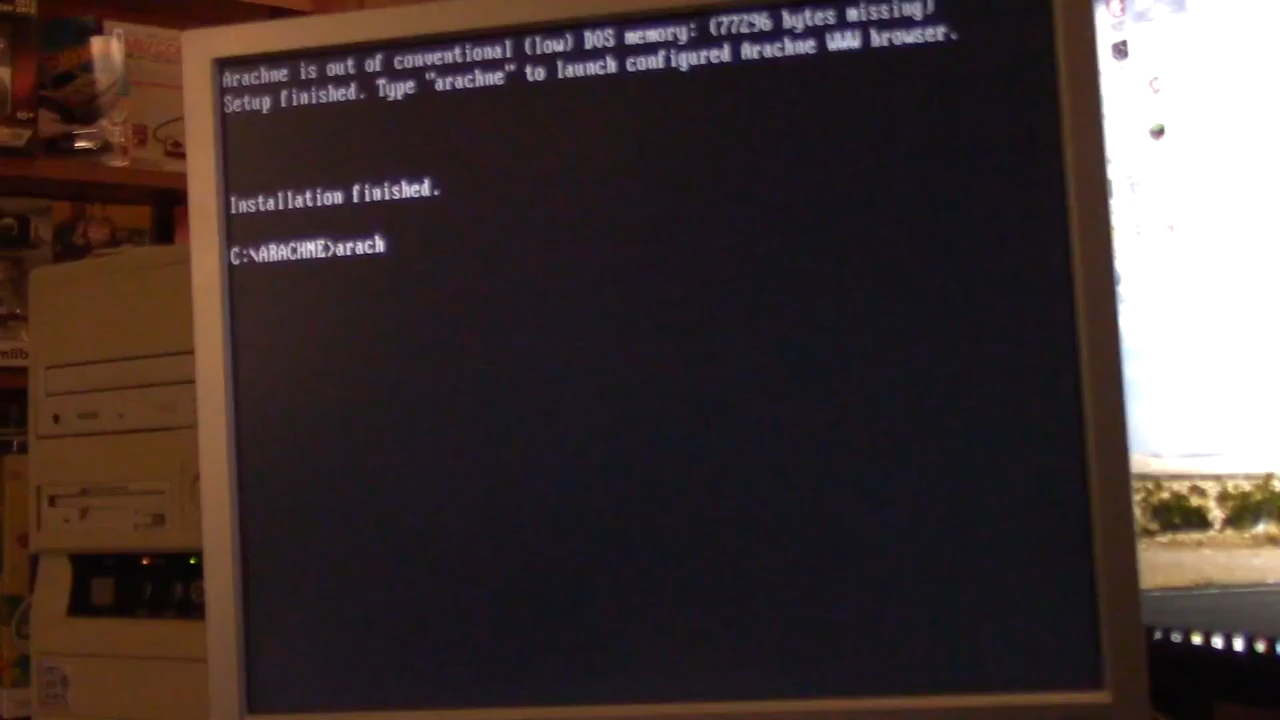 Arachne is out of conventional (low) DOS memory: (77296 bytes missing)
Setup finished. Type "arachne" to launch configured Arachne WWW browser.
Installation finished.
C:\ARACHNE>arach